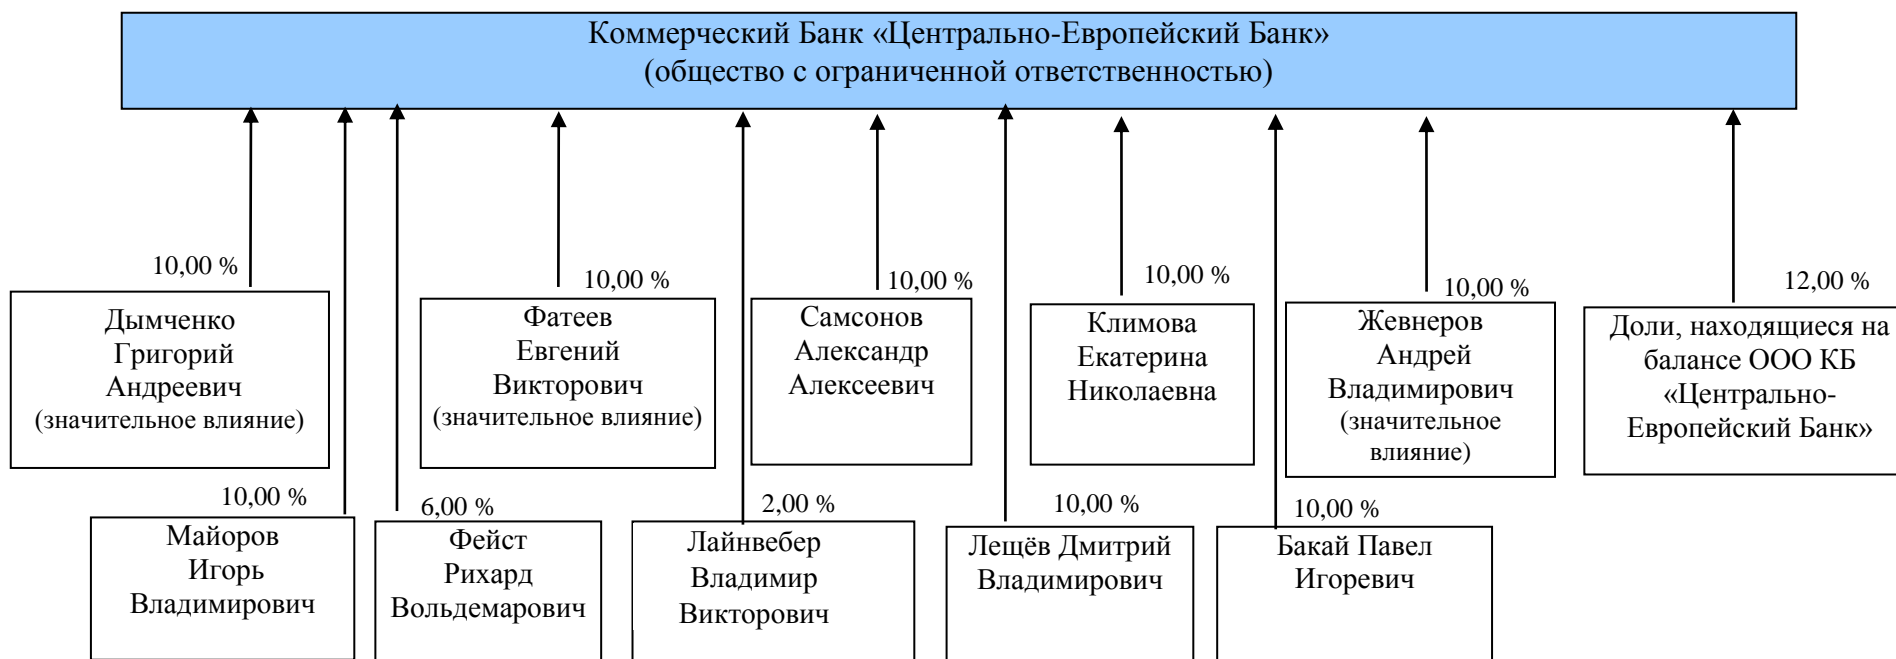 Коммерческий Банк «Центрально-Европейский Банк»
(общество с ограниченной ответственностью)
10,00 %
Дымченко
Григорий
Андреевич
(значительное влияние)
10,00 %
Фатеев
Евгений
Викторович
(значительное влияние)
10,00 %
Самсонов
Александр
Алексеевич
10,00 %
Климова
Екатерина
Николаевна
10,00 %
Жевнеров
Андрей
Владимирович
(значительное
влияние)
12,00 %
Доли, находящиеся на
балансе ООО КБ
«Центрально-
Европейский Банк»
10,00 %
Майоров
Игорь
Владимирович
6,00 %
Фейст
Рихард
Вольдемарович
2,00 %
Лайнвебер
Владимир
Викторович
10,00 %
Лещёв Дмитрий
Владимирович
10,00 %
Бакай Павел
Игоревич